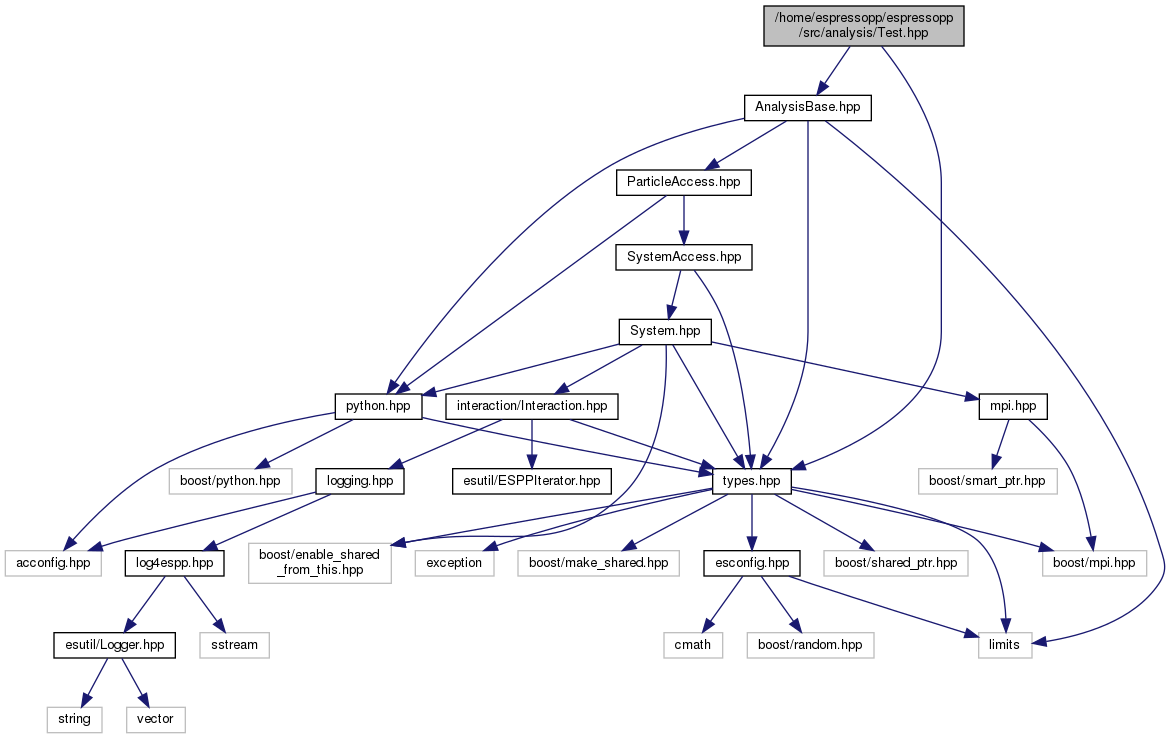 /home/espressopp/espressopp
/src/analysis/Test.hpp
AnalysisBase.hpp
ParticleAccess.hpp
SystemAccess.hpp
System.hpp
python.hpp
interaction/Interaction.hpp
mpi.hpp
boost/python.hpp
logging.hpp
esutil/ESPPIterator.hpp
types.hpp
boost/smart_ptr.hpp
acconfig.hpp
log4espp.hpp
boost/enable_shared
_from_this.hpp
exception
boost/make_shared.hpp
esconfig.hpp
boost/shared_ptr.hpp
boost/mpi.hpp
esutil/Logger.hpp
sstream
cmath
boost/random.hpp
limits
string
vector